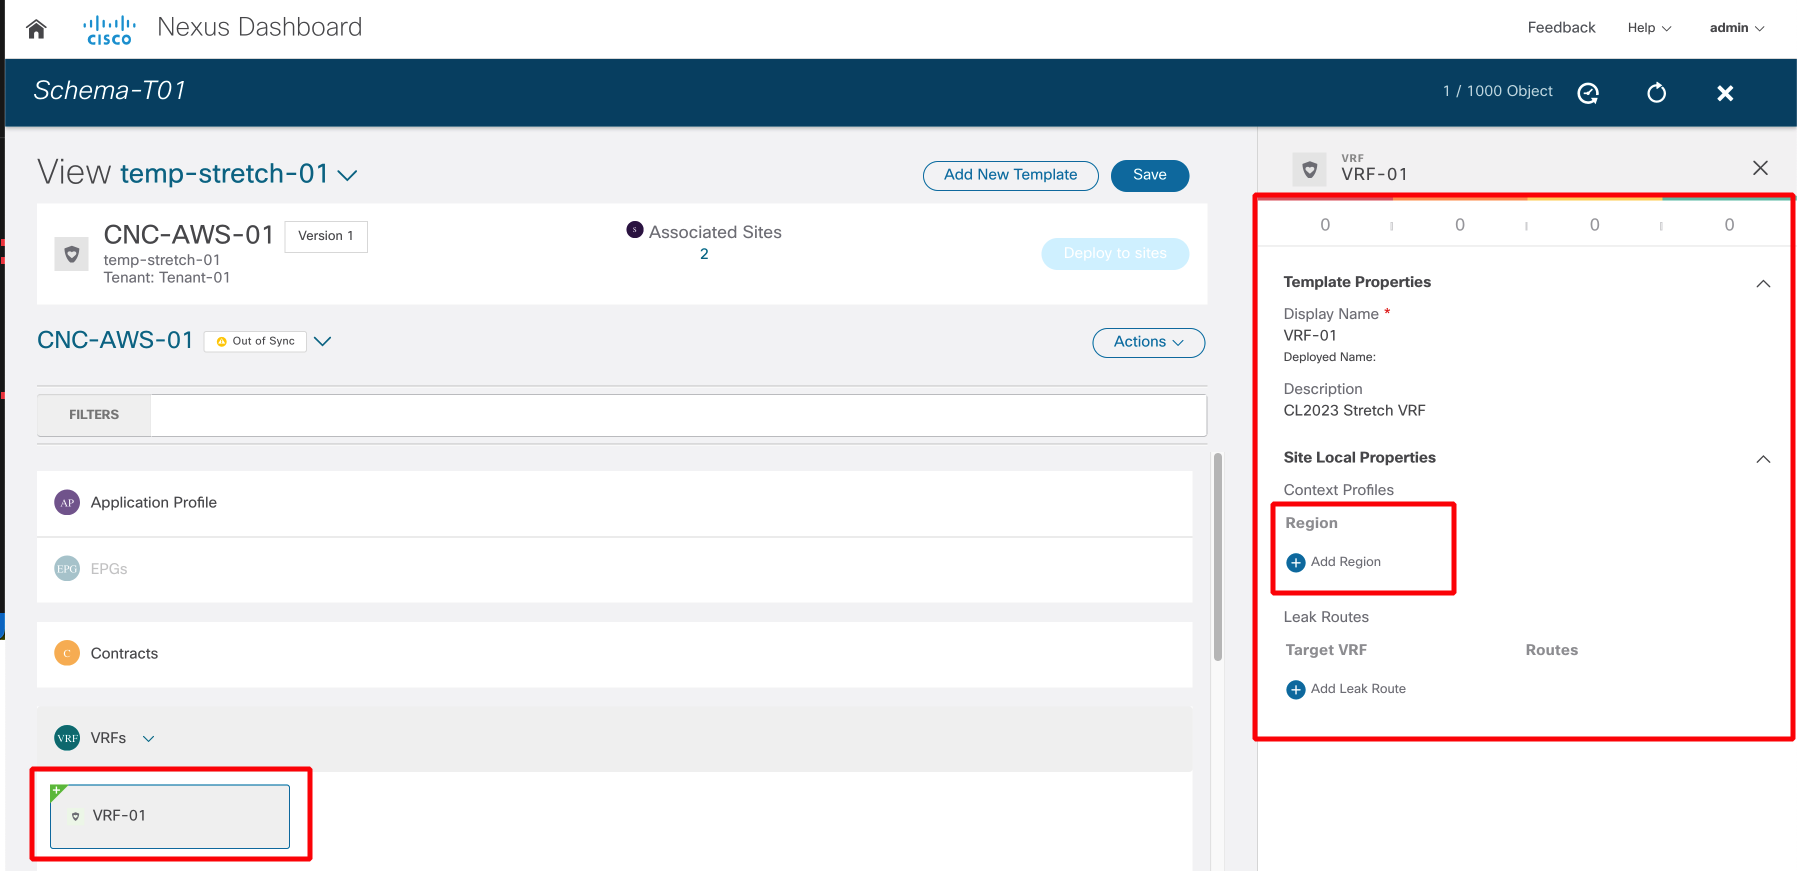 cisco Nexus Dashboard
Feedback Help admin
Schema-T01
1 / 1000 Object
View temp-stretch-01
Add New Template Save
CNC-AWS-01 Version 1
temp-stretch-01
Tenant: Tenant-01
S Associated Sites
2
Deploy to sites
CNC-AWS-01 Out of Sync
Actions
FILTERS
AP Application Profile
EPG EPGs
C Contracts
VRF VRFs
VRF-01
VRF
VRF-01
0 0 0 0
Template Properties
Display Name *
VRF-01
Deployed Name:
Description
CL2023 Stretch VRF
Site Local Properties
Context Profiles
Region
Add Region
Leak Routes
Target VRF Routes
Add Leak Route